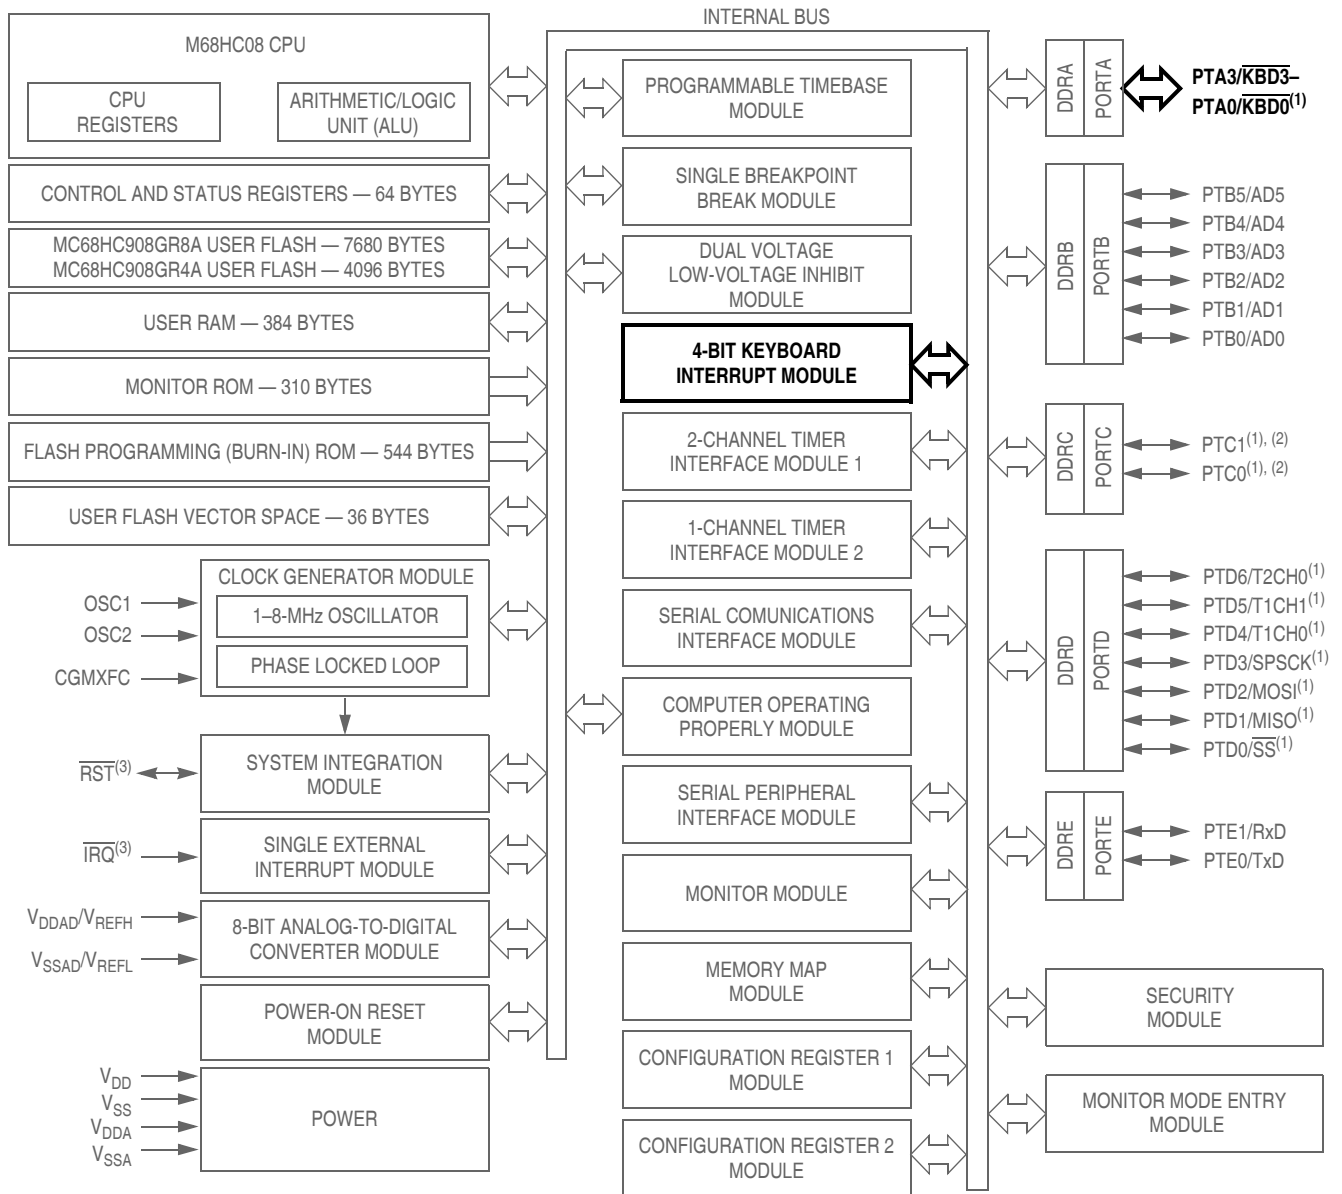 INTERNAL BUS
M68HC08 CPU
CPU
REGISTERS
ARITHMETIC/LOGIC
UNIT (ALU)
CONTROL AND STATUS REGISTERS — 64 BYTES
MC68HC908GR8A USER FLASH — 7680 BYTES
MC68HC908GR4A USER FLASH — 4096 BYTES
USER RAM — 384 BYTES
MONITOR ROM — 310 BYTES
FLASH PROGRAMMING (BURN-IN) ROM — 544 BYTES
USER FLASH VECTOR SPACE — 36 BYTES
CLOCK GENERATOR MODULE
1–8-MHz OSCILLATOR
PHASE LOCKED LOOP
OSC1
OSC2
CGMXFC
SYSTEM INTEGRATION
MODULE
RST(3)
SINGLE EXTERNAL
INTERRUPT MODULE
IRQ(3)
8-BIT ANALOG-TO-DIGITAL
CONVERTER MODULE
VDDAD/VREFH
VSSAD/VREFL
POWER-ON RESET
MODULE
POWER
VDD
VSS
VDDA
VSSA
PROGRAMMABLE TIMEBASE
MODULE
SINGLE BREAKPOINT
BREAK MODULE
DUAL VOLTAGE
LOW-VOLTAGE INHIBIT
MODULE
4-BIT KEYBOARD
INTERRUPT MODULE
2-CHANNEL TIMER
INTERFACE MODULE 1
1-CHANNEL TIMER
INTERFACE MODULE 2
SERIAL COMUNICATIONS
INTERFACE MODULE
COMPUTER OPERATING
PROPERLY MODULE
SERIAL PERIPHERAL
INTERFACE MODULE
MONITOR MODULE
MEMORY MAP
MODULE
CONFIGURATION REGISTER 1
MODULE
CONFIGURATION REGISTER 2
MODULE
DDRA
PORTA
PTA3/KBD3–
PTA0/KBD0(1)
DDRB
PORTB
PTB5/AD5
PTB4/AD4
PTB3/AD3
PTB2/AD2
PTB1/AD1
PTB0/AD0
DDRC
PORTC
PTC1(1), (2)
PTC0(1), (2)
DDRD
PORTD
PTD6/T2CH0(1)
PTD5/T1CH1(1)
PTD4/T1CH0(1)
PTD3/SPSCK(1)
PTD2/MOSI(1)
PTD1/MISO(1)
PTD0/SS(1)
DDRE
PORTE
PTE1/RxD
PTE0/TxD
SECURITY
MODULE
MONITOR MODE ENTRY
MODULE